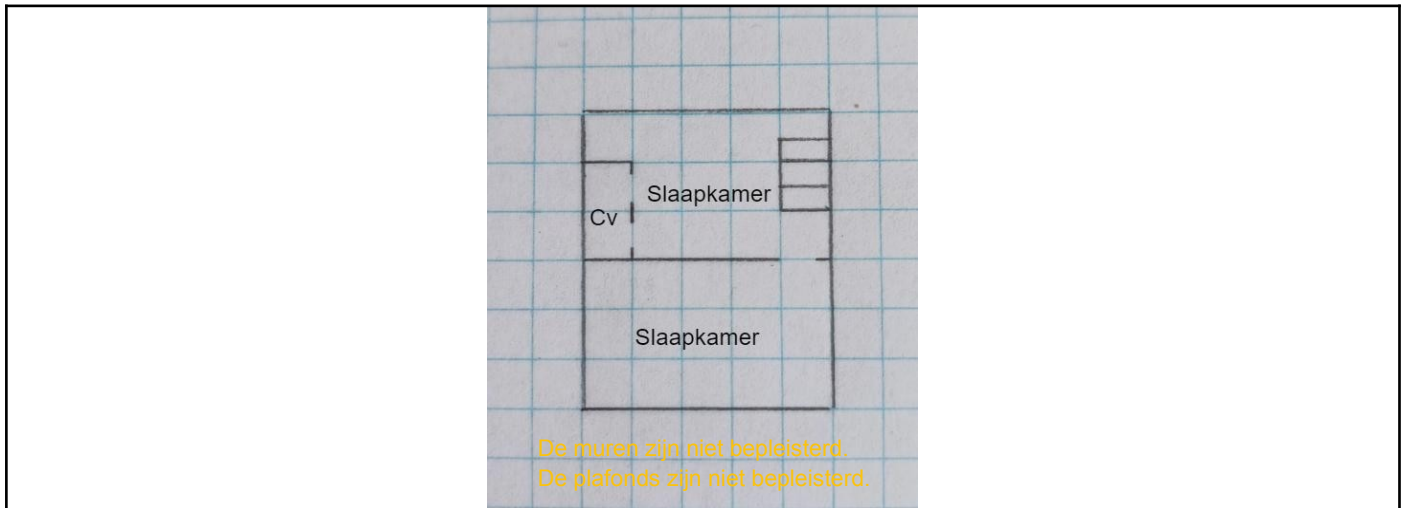 Slaapkamer
Cv
Slaapkamer
De muren zijn niet bepleisterd.
De plafonds zijn niet bepleisterd.